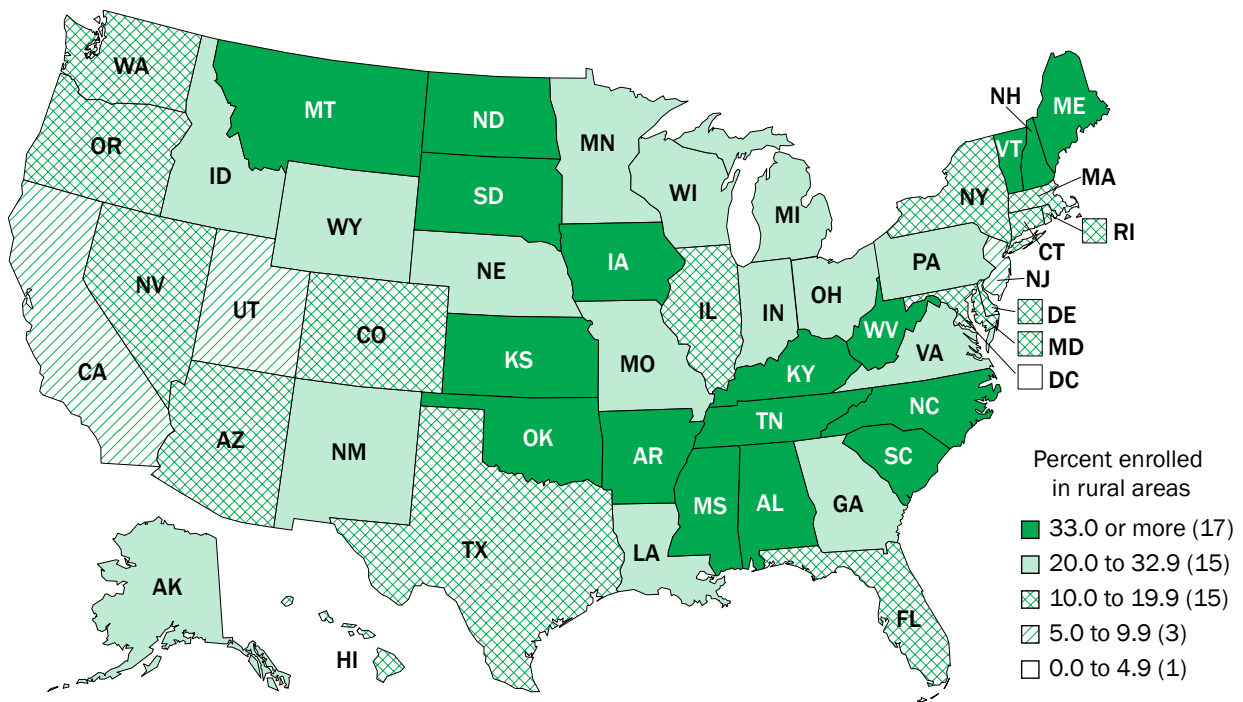 WA
MT
ND
MN
NH
ME
VT
OR
ID
SD
WI
MI
NY
MA
RI
WY
IA
NE
PA
CT
NJ
NV
UT
CO
IL
IN
OH
DE
MD
DC
CA
KS
MO
WV
VA
KY
AZ
NM
OK
AR
TN
NC
SC
MS
AL
GA
TX
LA
FL
AK
HI
Percent enrolled
in rural areas
33.0 or more (17)
20.0 to 32.9 (15)
10.0 to 19.9 (15)
5.0 to 9.9 (3)
0.0 to 4.9 (1)